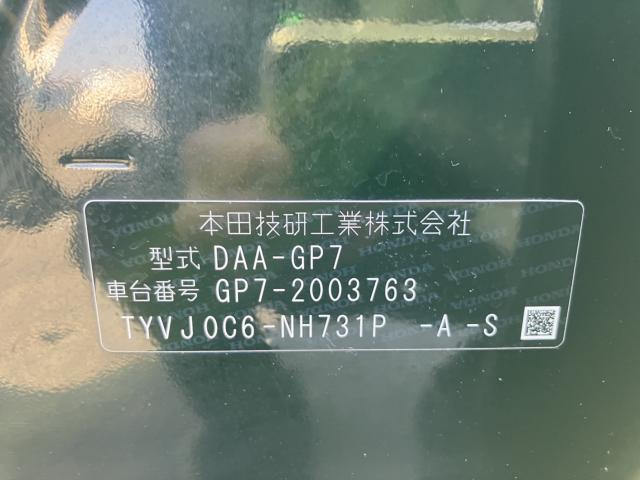 本田技研工業株式会社
型式 DAA-GP7
車台番号 GP7-2003763
TYVJ0C6-NH731P -A -S